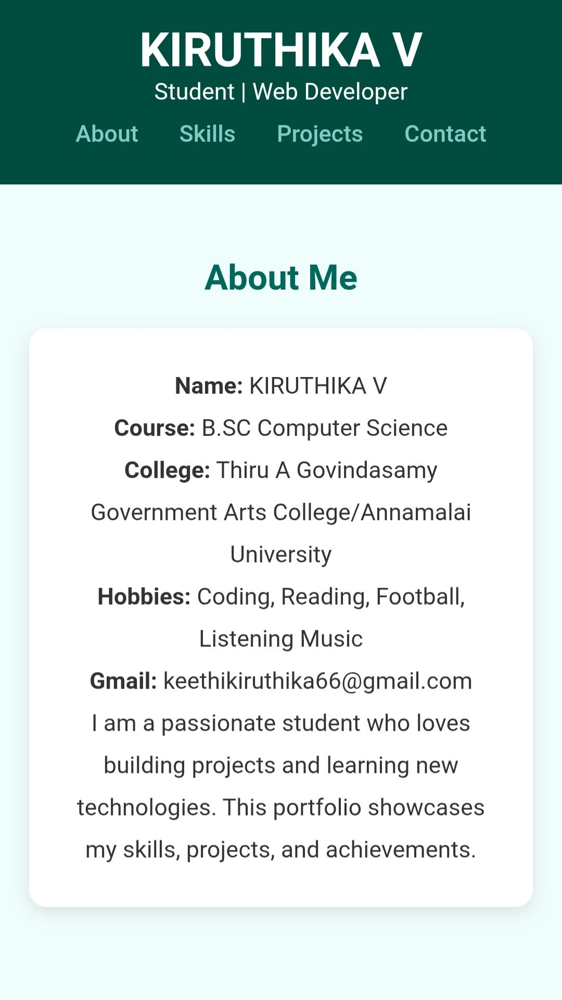 KIRUTHIKA V
Student | Web Developer
About Skills Projects Contact
About Me
Name: KIRUTHIKA V
Course: B.SC Computer Science
College: Thiru A Govindasamy
Government Arts College/Annamalai
University
Hobbies: Coding, Reading, Football,
Listening Music
Gmail: keethikiruthika66@gmail.com
I am a passionate student who loves
building projects and learning new
technologies. This portfolio showcases
my skills, projects, and achievements.